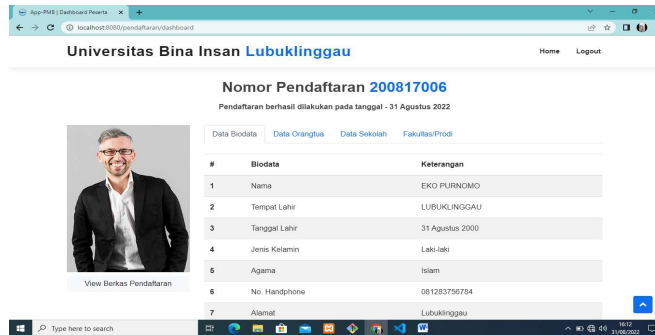 App-PMB | Dashboard Peserta
localhost:8080/pendaftaran/dashboard
Universitas Bina Insan Lubuklinggau
Home Logout
Nomor Pendaftaran 200817006
Pendaftaran berhasil dilakukan pada tanggal - 31 Agustus 2022
Data Biodata Data Orangtua Data Sekolah Fakultas/Prodi
# Biodata Keterangan
1 Nama EKO PURNOMO
2 Tempat Lahir LUBUKLINGGAU
3 Tanggal Lahir 31 Agustus 2000
4 Jenis Kelamin Laki-laki
5 Agama Islam
6 No. Handphone 081283756784
7 Alamat Lubuklinggau
View Berkas Pendaftaran
Type here to search
16:12
31/08/2022